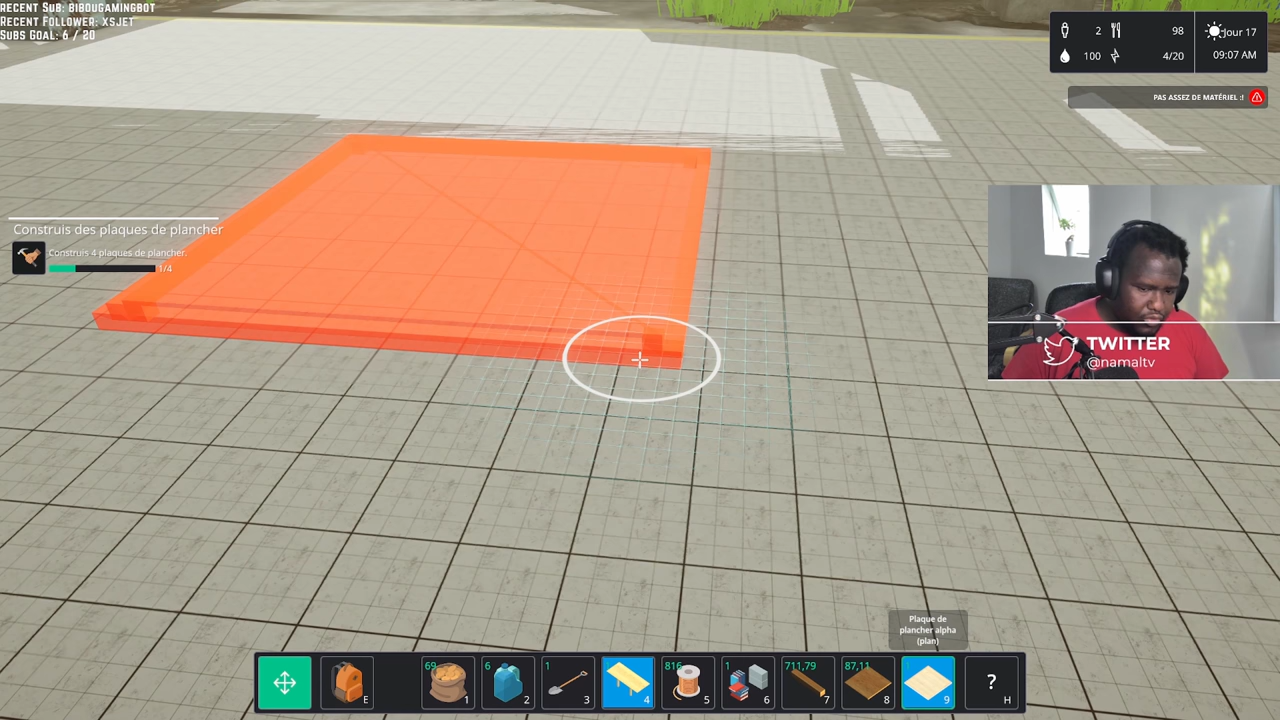 RECENT SUB: BIBOUGAMINGBOT
RECENT FOLLOWER: XSJET
SUBS GOAL: 6 / 20
2
98
100
4/20
Jour 17
09:07 AM
PAS ASSEZ DE MATÉRIEL :!
Construis des plaques de plancher
Construis 4 plaques de plancher.
1/4
TWITTER
@namaltv
Plaque de
plancher alpha
(plan)
E
69
1
6
2
1
3
4
816
5
1
6
711,79
7
87,11
8
9
?
H